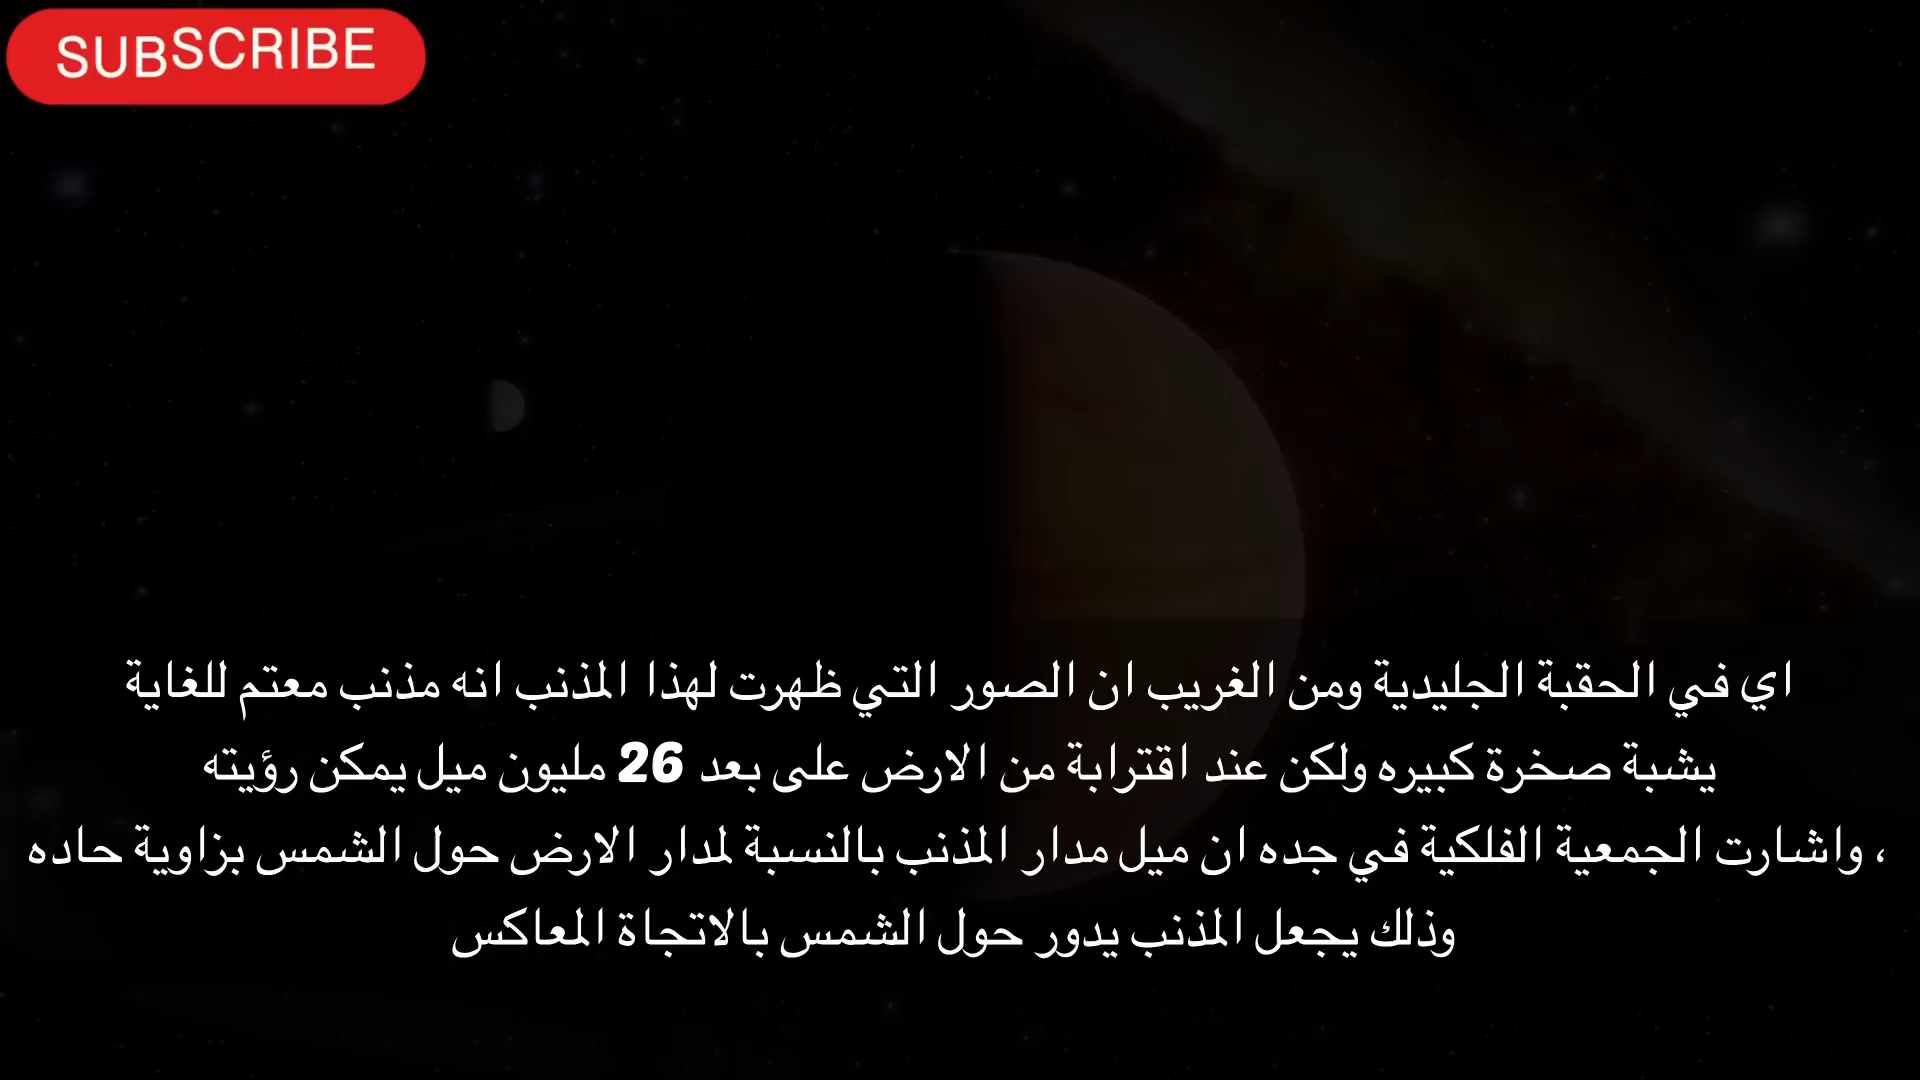 SUBSCRIBE
اي في الحقبة الجليدية ومن الغريب ان الصور التي ظهرت لهذا المذنب انه مذنب معتم للغاية
يشبة صخرة كبيره ولكن عند اقترابة من الارض على بعد 26 مليون ميل يمكن رؤيته
، واشارت الجمعية الفلكية في جده ان ميل مدار المذنب بالنسبة لمدار الارض حول الشمس بزاوية حاده
وذلك يجعل المذنب يدور حول الشمس بالاتجاة المعاكس